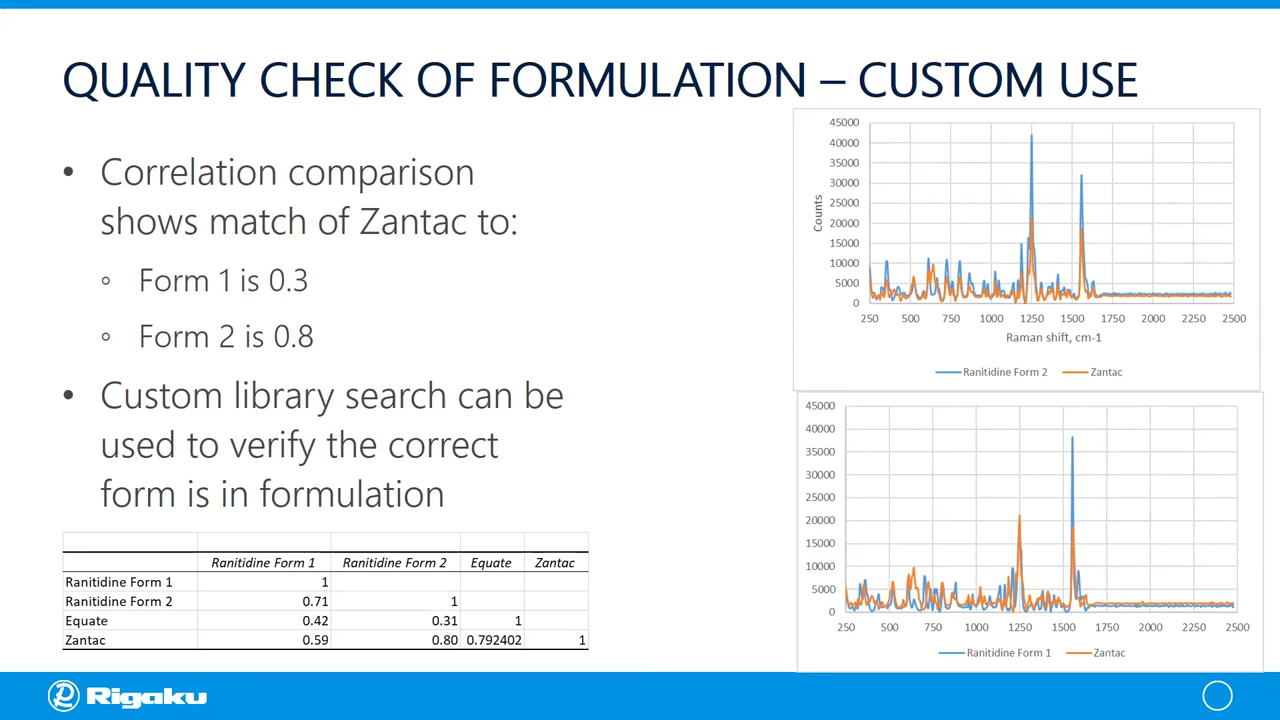 QUALITY CHECK OF FORMULATION – CUSTOM USE
• Correlation comparison
shows match of Zantac to:
◦ Form 1 is 0.3
◦ Form 2 is 0.8
• Custom library search can be
used to verify the correct
form is in formulation
Ranitidine Form 1 Ranitidine Form 2 Equate Zantac
Ranitidine Form 1 1
Ranitidine Form 2 0.71 1
Equate 0.42 0.31 1
Zantac 0.59 0.80 0.792402 1
45000
40000
35000
30000
25000
20000
15000
10000
5000
0
Counts
250 500 750 1000 1250 1500 1750 2000 2250 2500
Raman shift, cm-1
Ranitidine Form 2 Zantac
45000
40000
35000
30000
25000
20000
15000
10000
5000
0
250 500 750 1000 1250 1500 1750 2000 2250 2500
Ranitidine Form 1 Zantac
Rigaku